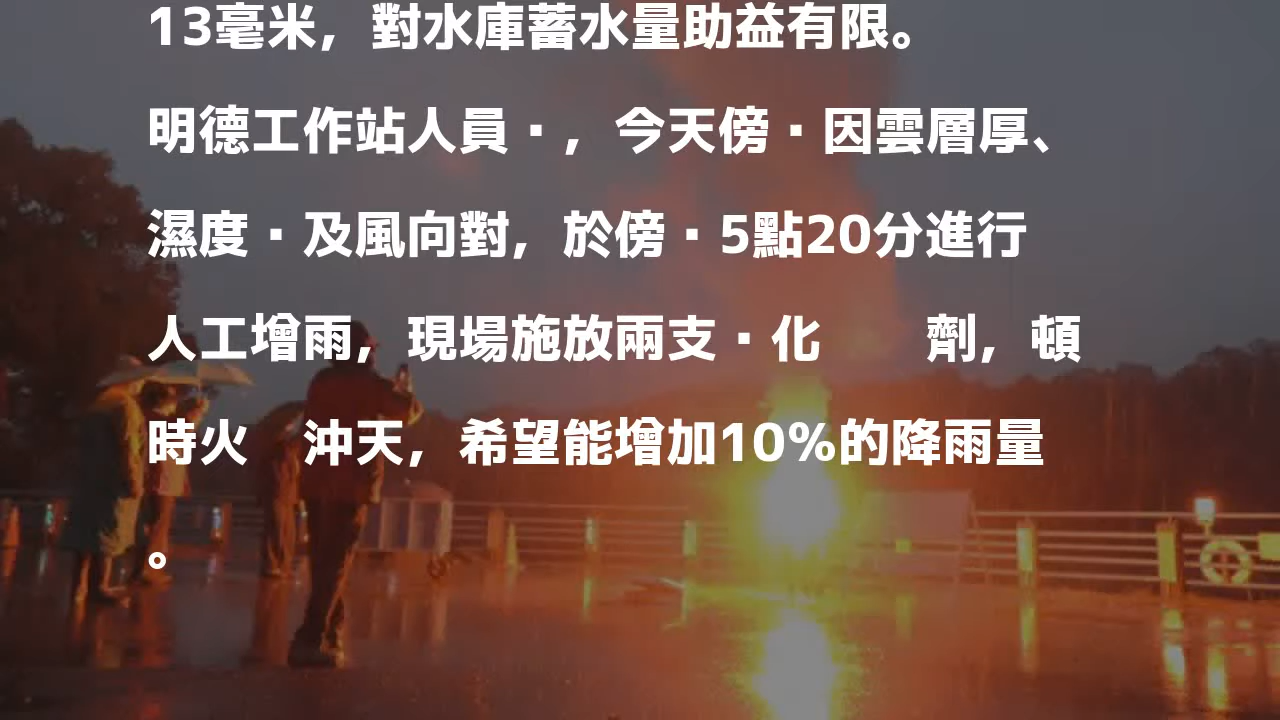 13毫米，對水庫蓄水量助益有限。
明德工作站人員▪，今天傍▪因雲層厚、
濕度▪及風向對，於傍▪5點20分進行
人工增雨，現場施放兩支▪化　　劑，頓
時火　沖天，希望能增加10%的降雨量
。